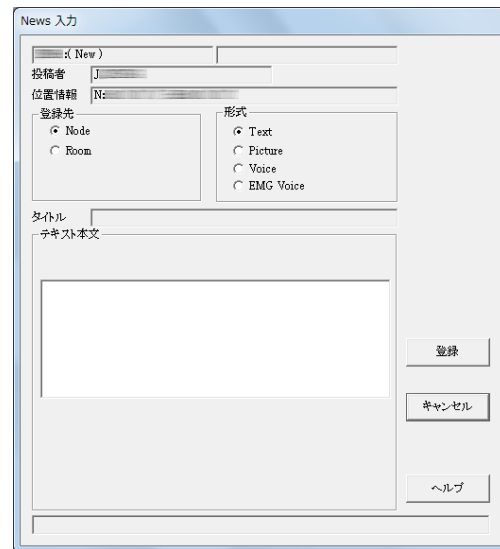 News 入力
:( New )
投稿者 J
位置情報 N:
登録先
Node
Room
形式
Text
Picture
Voice
EMG Voice
タイトル
テキスト本文
登録
キャンセル
ヘルプ